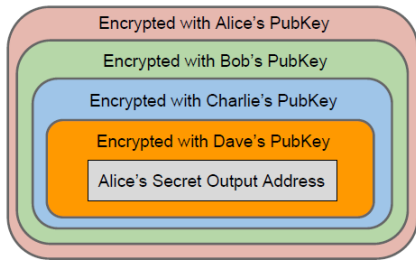 Encrypted with Alice's PubKey
Encrypted with Bob's PubKey
Encrypted with Charlie's PubKey
Encrypted with Dave's PubKey
Alice's Secret Output Address